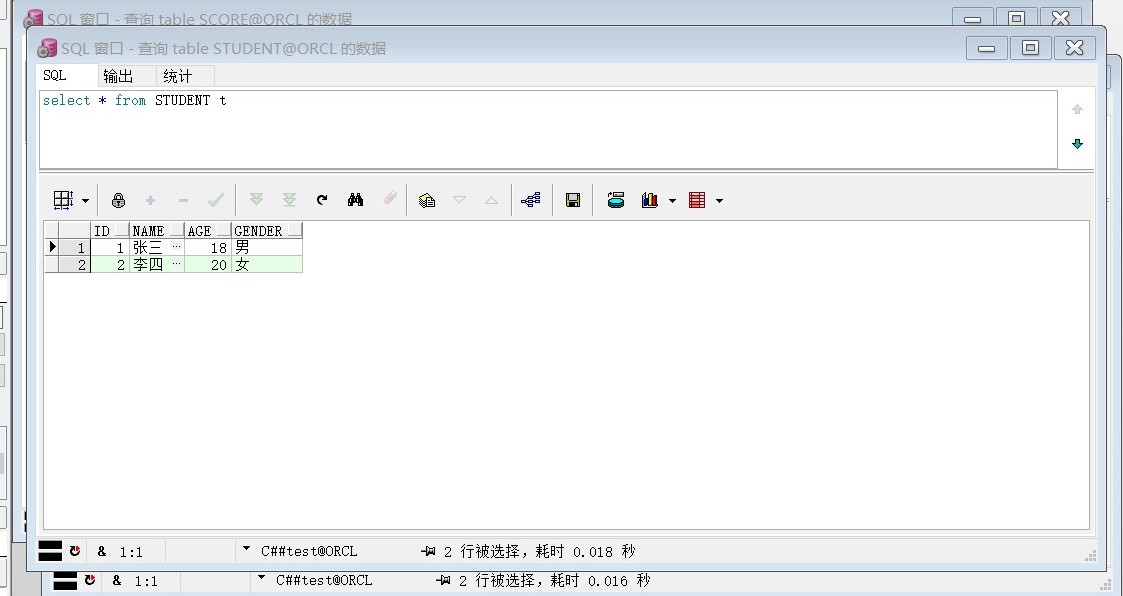 SQL 窗口 - 查询 table SCORE@ORCL 的数据
SQL 窗口 - 查询 table STUDENT@ORCL 的数据
SQL 输出 统计
select * from STUDENT t
ID NAME AGE GENDER
1 1 张三 ... 18 男
2 2 李四 ... 20 女
& 1:1 C##test@ORCL 2 行被选择，耗时 0.018 秒
& 1:1 C##test@ORCL 2 行被选择，耗时 0.016 秒